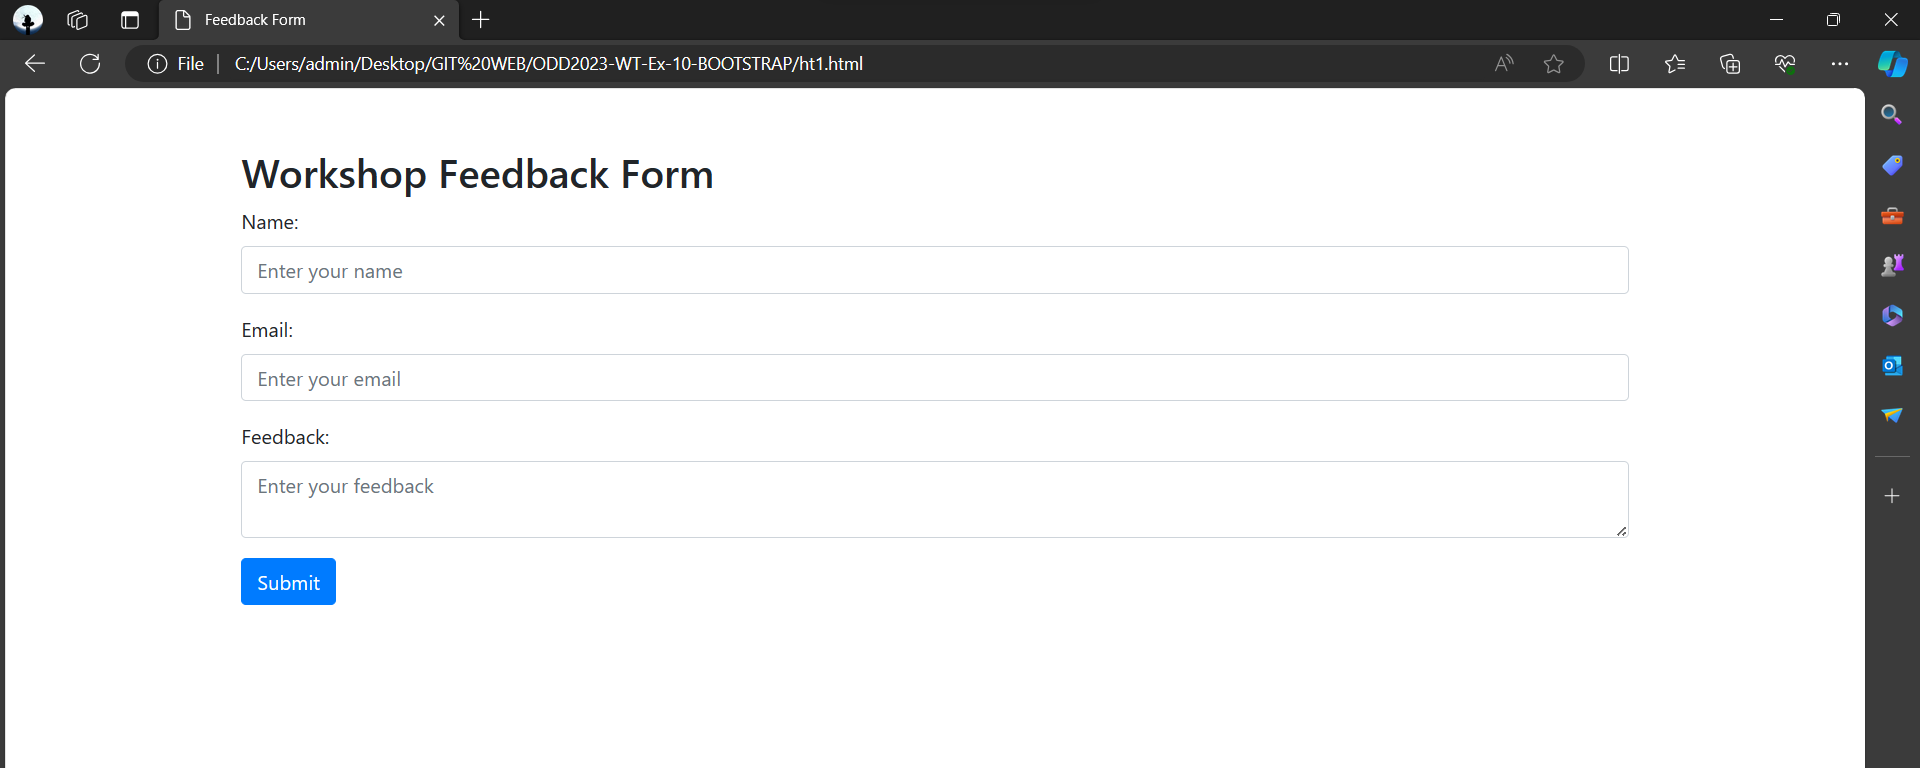 Feedback Form
File
C:/Users/admin/Desktop/GIT%20WEB/ODD2023-WT-Ex-10-BOOTSTRAP/ht1.html
Workshop Feedback Form
Name:
Enter your name
Email:
Enter your email
Feedback:
Enter your feedback
Submit